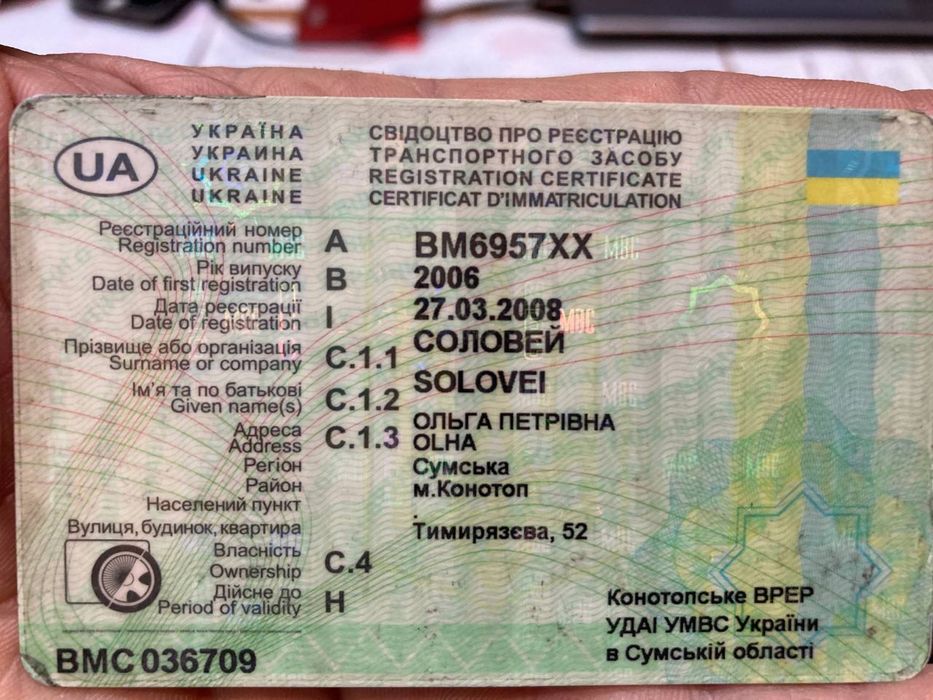 UA
УКРАЇНА
УКРАИНА
UKRAINE
UKRAINE
СВІДОЦТВО ПРО РЕЄСТРАЦІЮ
ТРАНСПОРТНОГО ЗАСОБУ
REGISTRATION CERTIFICATE
CERTIFICAT D'IMMATRICULATION
Реєстраційний номер
Registration number
A
BM6957XX
Рік випуску
Date of first registration
B
2006
Дата реєстрації
Date of registration
I
27.03.2008
Прізвище або організація
Surname or company
C.1.1
СОЛОВЕЙ
SOLOVEI
Ім'я та по батькові
Given name(s)
C.1.2
ОЛЬГА ПЕТРІВНА
OLHA
Адреса
Address
C.1.3
Регіон
Сумська
Район
м.Конотоп
Населений пункт
.
Вулиця, будинок, квартира
Тимирязєва, 52
Власність
Ownership
C.4
Дійсне до
Period of validity
H
Конотопське ВРЕР
УДАІ УМВС України
в Сумській області
BMC 036709